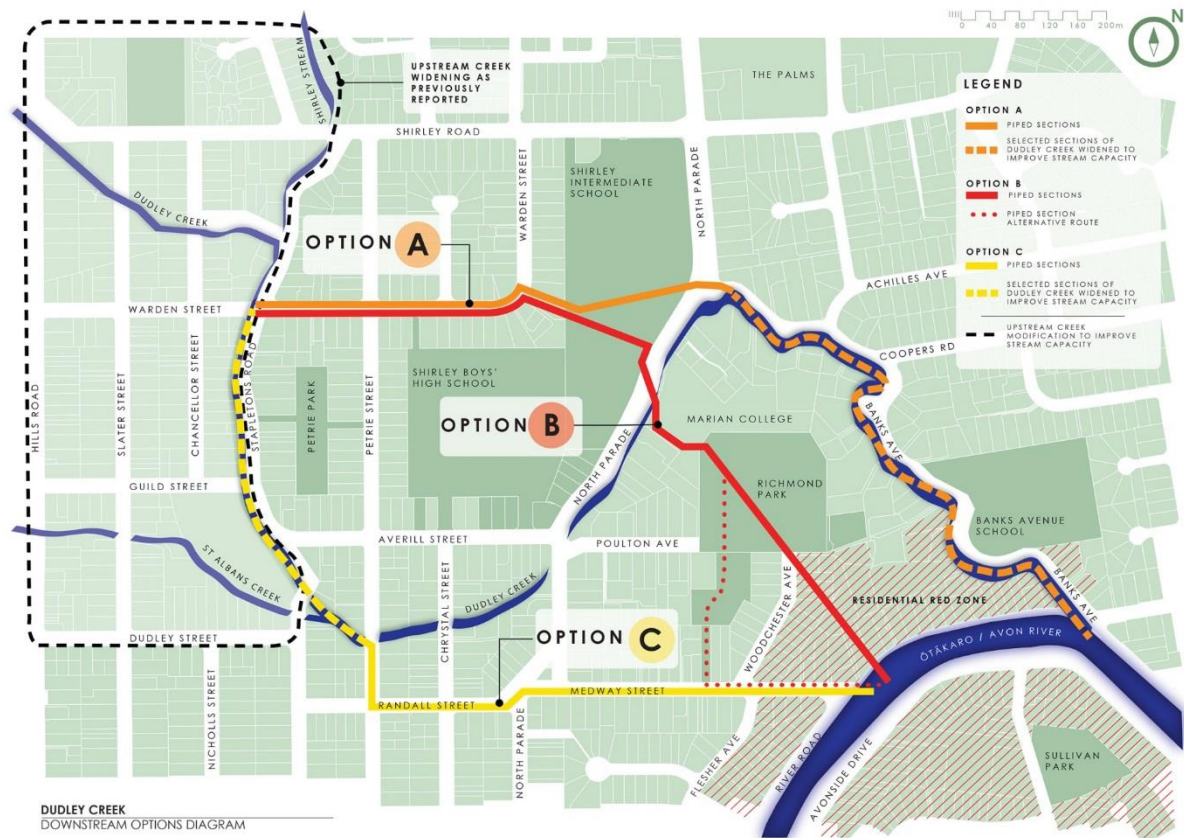 N
0 40 80 120 200m
LEGEND
OPTION A
PIPED SECTIONS
SELECTED SECTIONS OF
DUDLEY CREEK WIDENED TO
IMPROVE STREAM CAPACITY
OPTION B
PIPED SECTIONS
PIPED SECTION
ALTERNATIVE ROUTE
OPTION C
PIPED SECTIONS
SELECTED SECTIONS OF
DUDLEY CREEK WIDENED TO
IMPROVE STREAM CAPACITY
UPSTREAM CREEK
MODIFICATION TO IMPROVE
STREAM CAPACITY
UPSTREAM CREEK
WIDENING AS
PREVIOUSLY
REPORTED
THE PALMS
SHIRLEY STREAM
SHIRLEY ROAD
WARDEN STREET
SHIRLEY
INTERMEDIATE
SCHOOL
NORTH PARADE
DUDLEY CREEK
OPTION A
ACHILLES AVE
WARDEN STREET
COOPERS RD
HILLS ROAD
SLATER STREET
CHANCELLOR STREET
STAPLETONS ROAD
PETRIE PARK
PETRIE STREET
SHIRLEY BOYS'
HIGH SCHOOL
OPTION B
MARIAN COLLEGE
BANKS AVE
NORTH PARADE
RICHMOND
PARK
GUILD STREET
BANKS AVENUE
SCHOOL
AVERILL STREET
POULTON AVE
ST ALBANS CREEK
CHRYSTAL STREET
DUDLEY CREEK
WOODCHESTER AVE
RESIDENTIAL RED ZONE
BANKS AVE
DUDLEY STREET
OPTION C
ŌTĀKARO / AVON RIVER
MEDWAY STREET
RANDALL STREET
NICHOLLS STREET
NORTH PARADE
FLESHER AVE
RIVER ROAD
AVONSIDE DRIVE
SULLIVAN
PARK
DUDLEY CREEK
DOWNSTREAM OPTIONS DIAGRAM